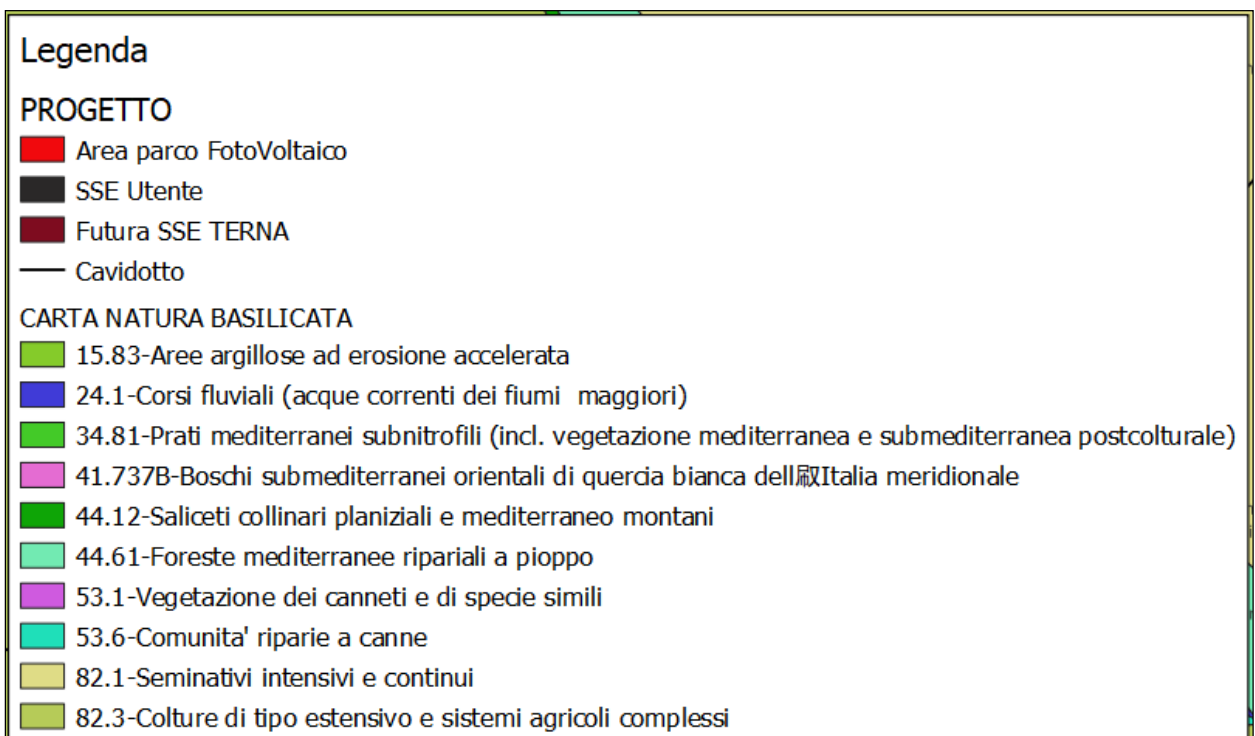 Legenda
PROGETTO
Area parco FotoVoltaico
SSE Utente
Futura SSE TERNA
Cavidotto
CARTA NATURA BASILICATA
15.83-Aree argillose ad erosione accelerata
24.1-Corsi fluviali (acque correnti dei fiumi  maggiori)
34.81-Prati mediterranei subnitrofili (incl. vegetazione mediterranea e submediterranea postcolturale)
41.737B-Boschi submediterranei orientali di quercia bianca dell㕞Italia meridionale
44.12-Saliceti collinari planiziali e mediterraneo montani
44.61-Foreste mediterranee ripariali a pioppo
53.1-Vegetazione dei canneti e di specie simili
53.6-Comunita' riparie a canne
82.1-Seminativi intensivi e continui
82.3-Colture di tipo estensivo e sistemi agricoli complessi